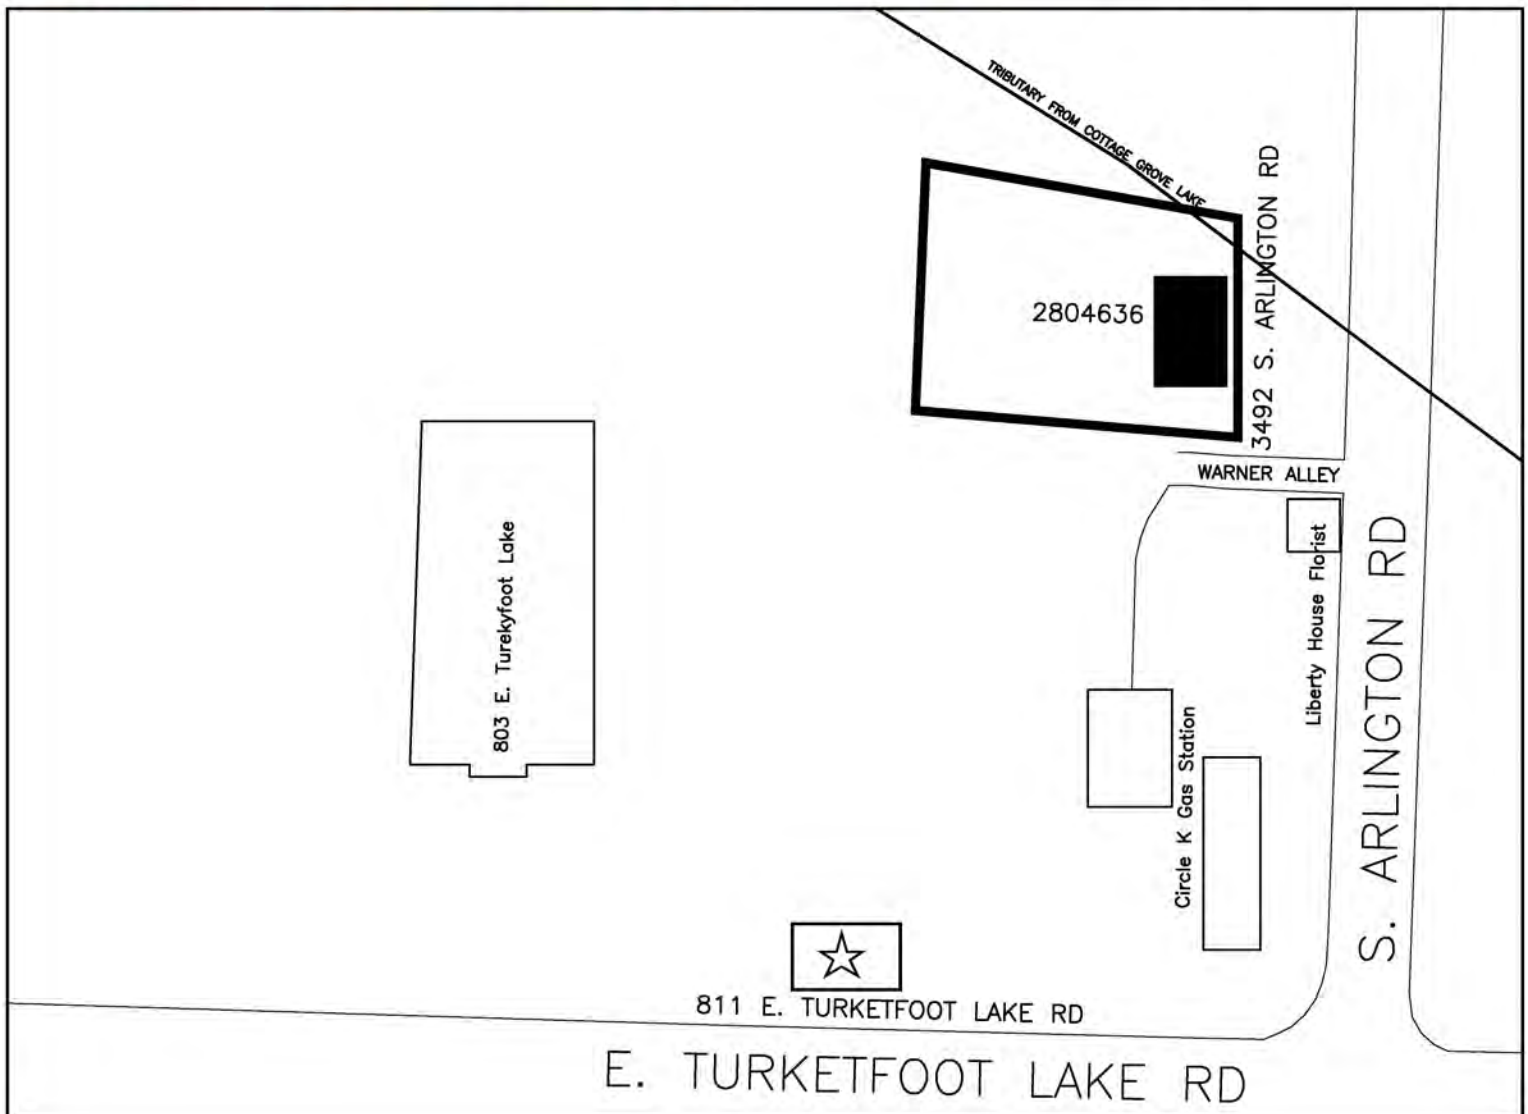 TRIBUTARY FROM COTTAGE GROVE LAKE
3492 S. ARLINGTON RD
2804636
WARNER ALLEY
803 E. Turekyfoot Lake
Liberty House Florist
S. ARLINGTON RD
Circle K Gas Station
811 E. TURKETFOOT LAKE RD
E. TURKETFOOT LAKE RD